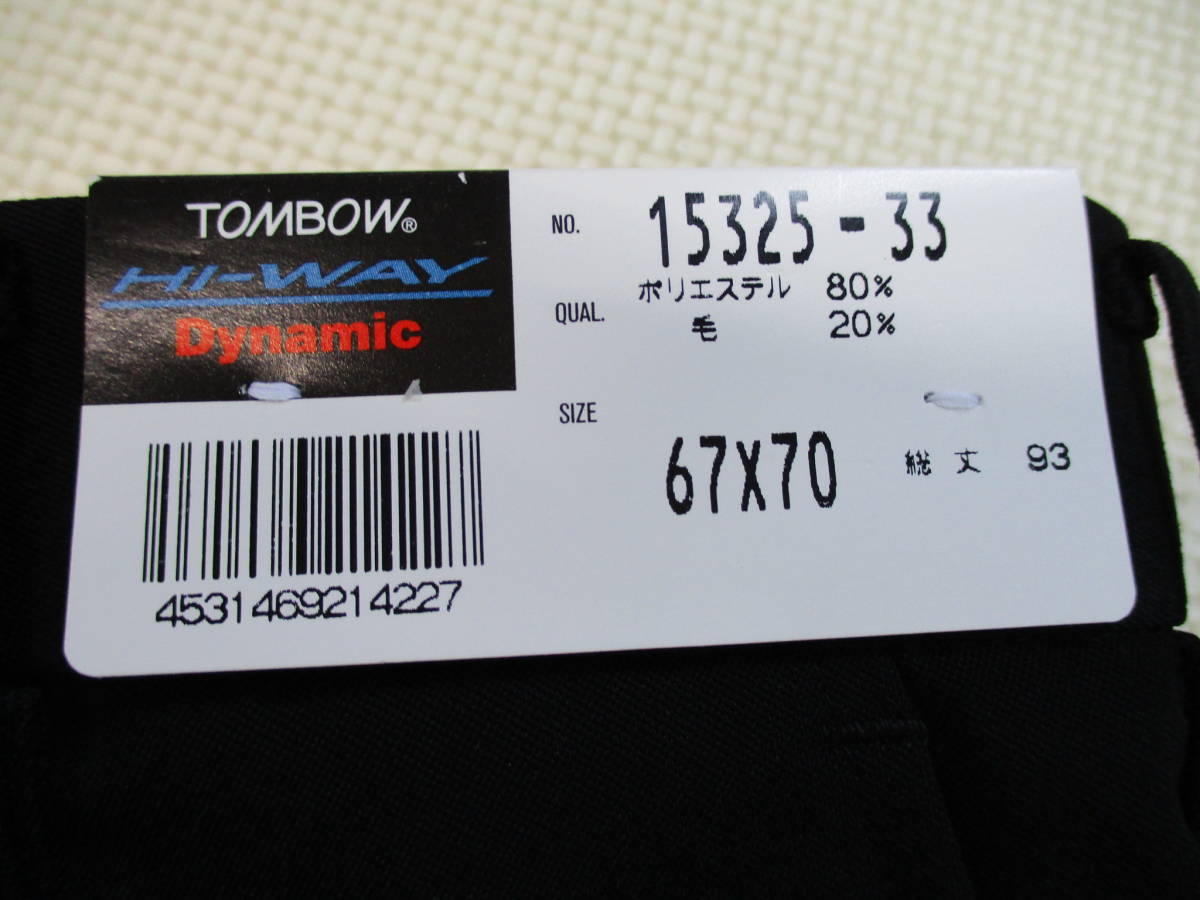 TOMBOW®
HI-WAY
Dynamic
4531469214227
NO. 15325-33
QUAL. ポリエステル 80%
毛 20%
SIZE 67X70 総丈 93